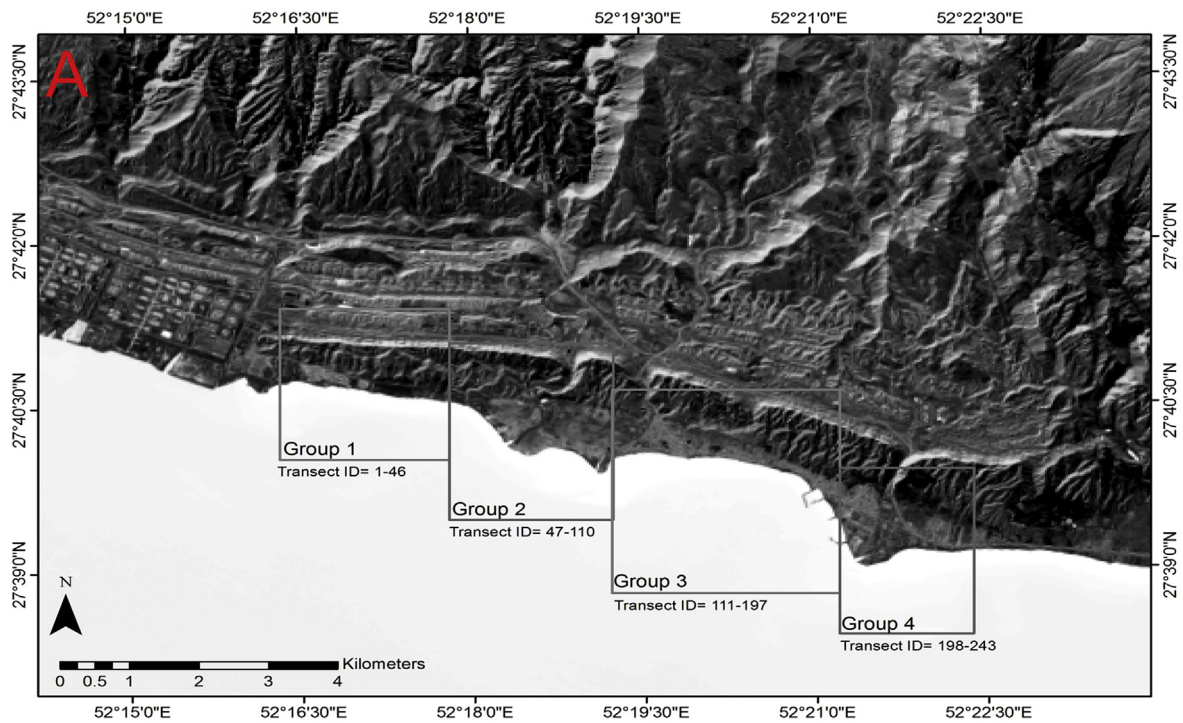 52°15'0"E 52°16'30"E 52°18'0"E 52°19'30"E 52°21'0"E 52°22'30"E
A
27°43'30"N 27°43'30"N
27°42'0"N 27°42'0"N
27°40'30"N 27°40'30"N
Group 1
Transect ID= 1-46
Group 2
Transect ID= 47-110
27°39'0"N 27°39'0"N
Group 3
Transect ID= 111-197
N
Group 4
Transect ID= 198-243
Kilometers
0 0.5 1 2 3 4
52°15'0"E 52°16'30"E 52°18'0"E 52°19'30"E 52°21'0"E 52°22'30"E